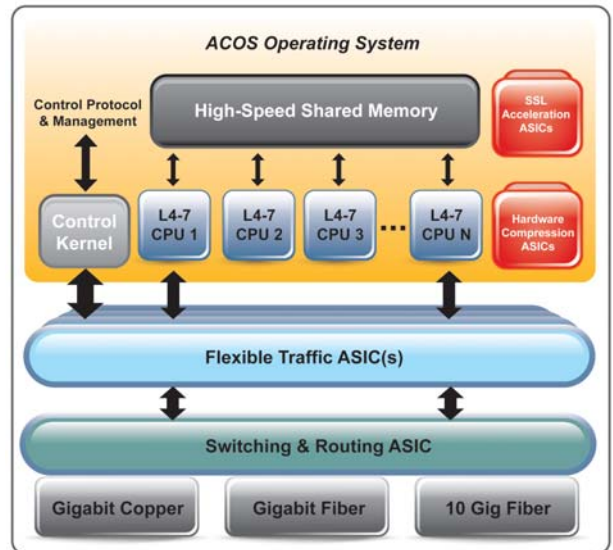 ACOS Operating System
Control Protocol
& Management
High-Speed Shared Memory
SSL
Acceleration
ASICs
Control
Kernel
L4-7
CPU 1
L4-7
CPU 2
L4-7
CPU 3
...
L4-7
CPU N
Hardware
Compression
ASICs
Flexible Traffic ASIC(s)
Switching & Routing ASIC
Gigabit Copper
Gigabit Fiber
10 Gig Fiber